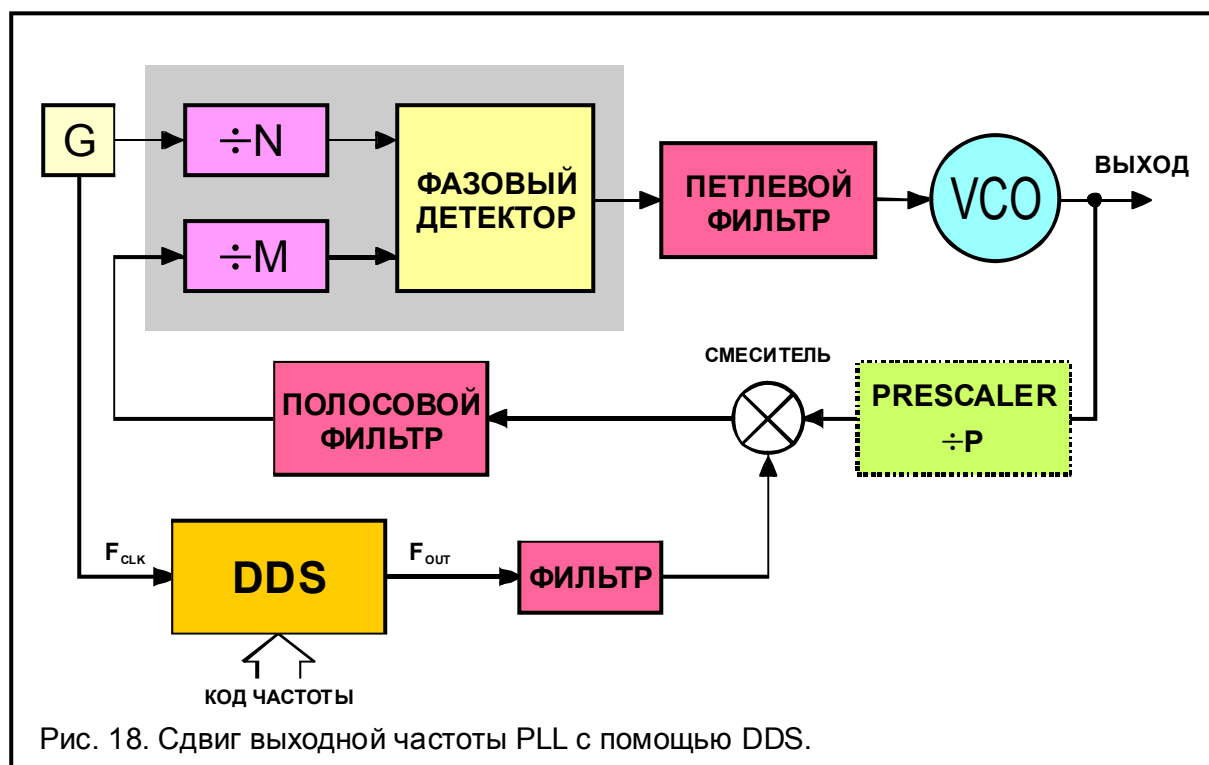 G
÷N
÷M
ФАЗОВЫЙ
ДЕТЕКТОР
ПЕТЛЕВОЙ
ФИЛЬТР
VCO
ВЫХОД
ПОЛОСОВОЙ
ФИЛЬТР
СМЕСИТЕЛЬ
PRESCALER
÷P
FCLK
DDS
FOUT
ФИЛЬТР
КОД ЧАСТОТЫ
Рис. 18. Сдвиг выходной частоты PLL с помощью DDS.